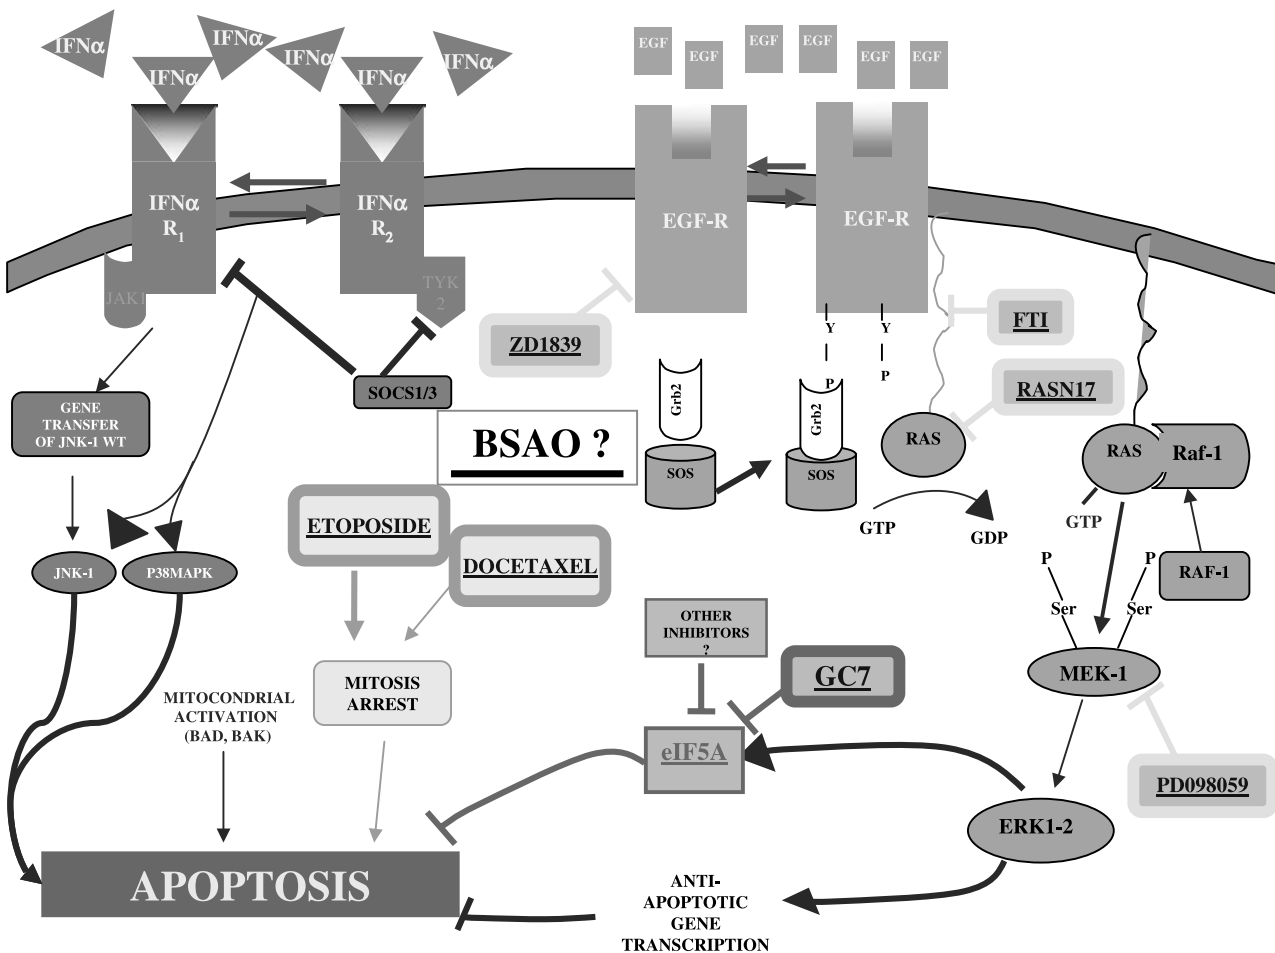 IFNα
IFNα
IFNα
IFNα
IFNα
IFNα
EGF
EGF
EGF
EGF
EGF
EGF
IFNα
R1
IFNα
R2
EGF-R
EGF-R
JAK1
TYK
2
ZD1839
FTI
Y
Y
P
P
RASN17
SOCS1/3
GENE
TRANSFER
OF JNK-1 WT
BSAO ?
Grb2
SOS
Grb2
SOS
RAS
RAS
Raf-1
GTP
GDP
GTP
ETOPOSIDE
DOCETAXEL
JNK-1
P38MAPK
P
P
Ser
Ser
RAF-1
OTHER
INHIBITORS
?
GC7
MEK-1
MITOSIS
ARREST
MITOCONDRIAL
ACTIVATION
(BAD, BAK)
eIF5A
PD098059
ERK1-2
APOPTOSIS
ANTI-
APOPTOTIC
GENE
TRANSCRIPTION